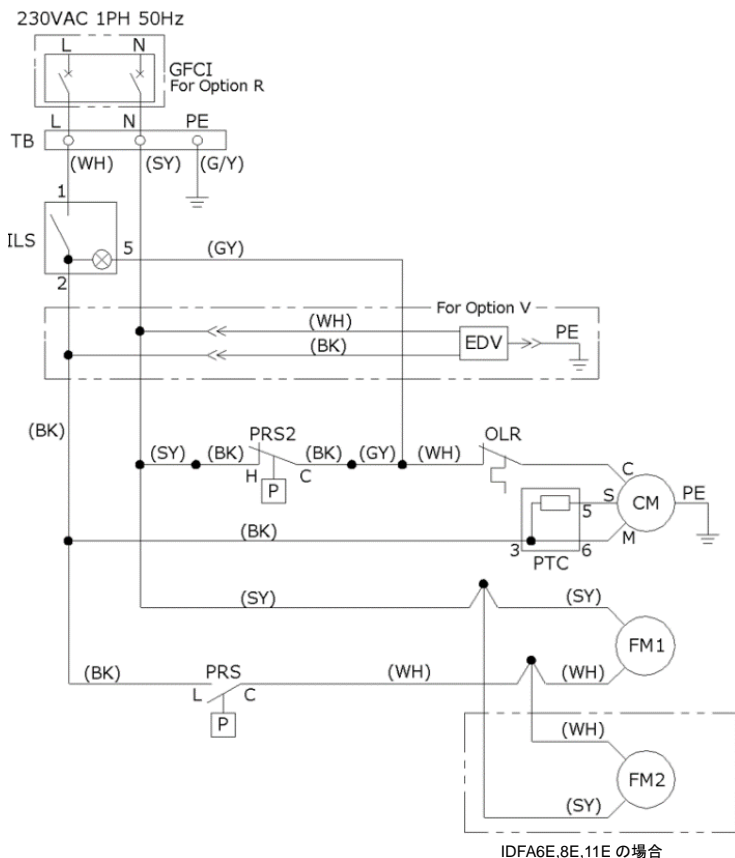 230VAC 1PH 50Hz
L N
GFCI
For Option R
L N PE
TB
(WH) (SY) (G/Y)
1
ILS
5 (GY)
2
For Option V
(WH)
EDV PE
(BK)
(BK)
PRS2 OLR
(SY) (BK) (BK) (GY) (WH)
H C
P
C
S CM PE
5
(BK) M
3 6
PTC
(SY) (SY)
FM1
(BK) PRS (WH) (WH)
L C
P
(WH)
FM2
(SY)
IDFA6E,8E,11E の場合